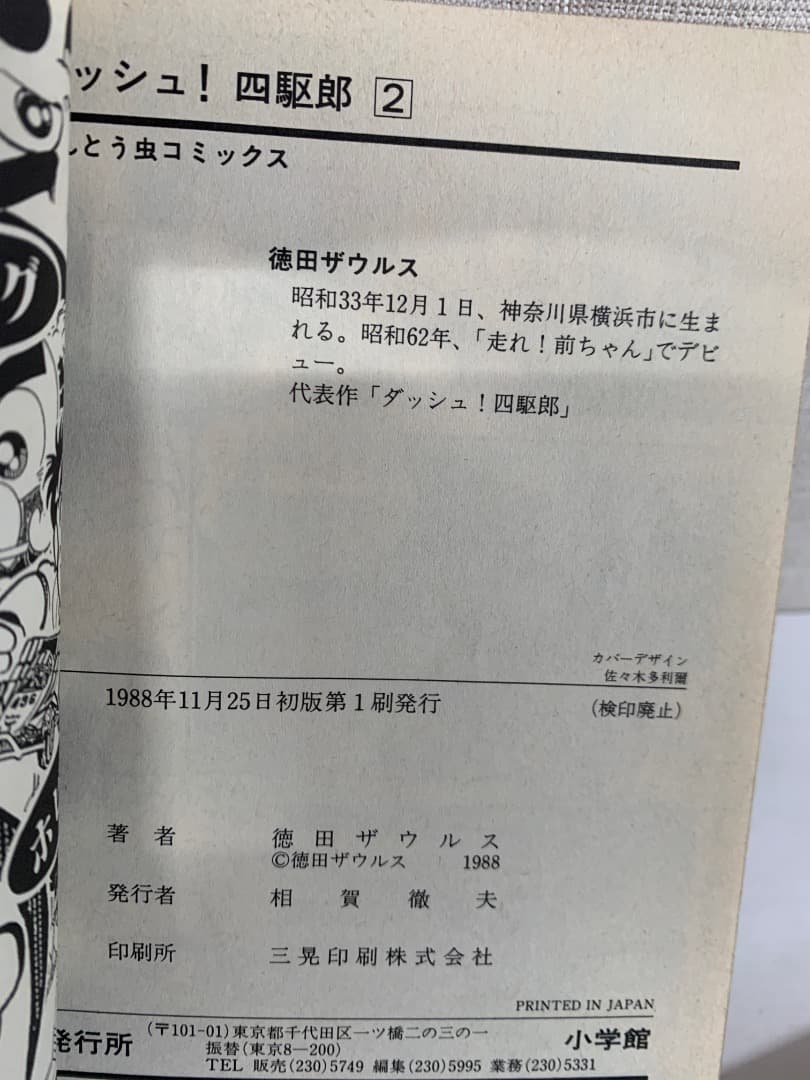 ッシュ! 四駆郎 2
んとう虫コミックス
徳田ザウルス
昭和33年12月1日、神奈川県横浜市に生ま
れる。昭和62年、「走れ!前ちゃん」でデビ
ュー。
代表作「ダッシュ!四駆郎」
カバーデザイン
佐々木多利爾
1988年11月25日初版第1刷発行 (検印廃止)
著者 徳田ザウルス
©徳田ザウルス 1988
発行者 相賀徹夫
印刷所 三晃印刷株式会社
PRINTED IN JAPAN
発行所 (〒101-01)東京都千代田区一ツ橋二の三の一 小学館
振替(東京8-200)
TEL 販売(230)5749 編集(230)5995 業務(230)5331
グ
ホ